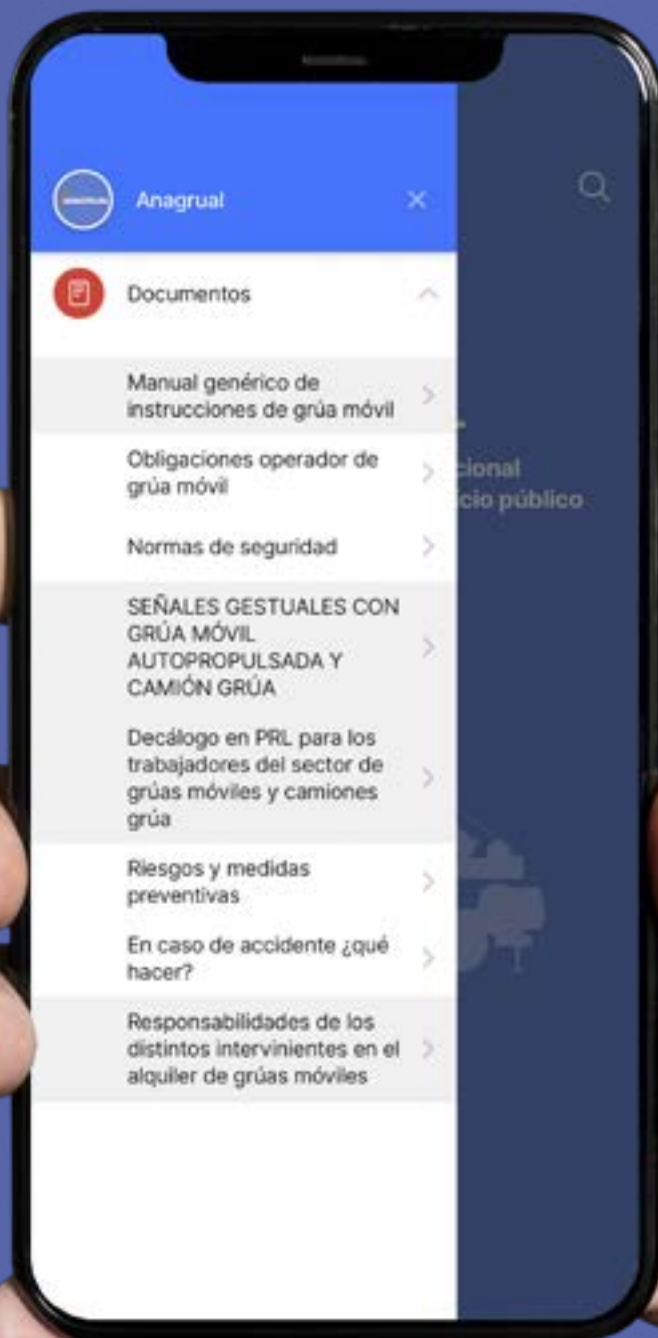 Anagrual
Documentos
Manual genérico de
instrucciones de grúa móvil
Obligaciones operador de
grúa móvil
Normas de seguridad
SEÑALES GESTUALES CON
GRÚA MÓVIL
AUTOPROPULSADA Y
CAMIÓN GRÚA
Decálogo en PRL para los
trabajadores del sector de
grúas móviles y camiones
grúa
Riesgos y medidas
preventivas
En caso de accidente ¿qué
hacer?
Responsabilidades de los
distintos intervinientes en el
alquiler de grúas móviles
cional
cio público